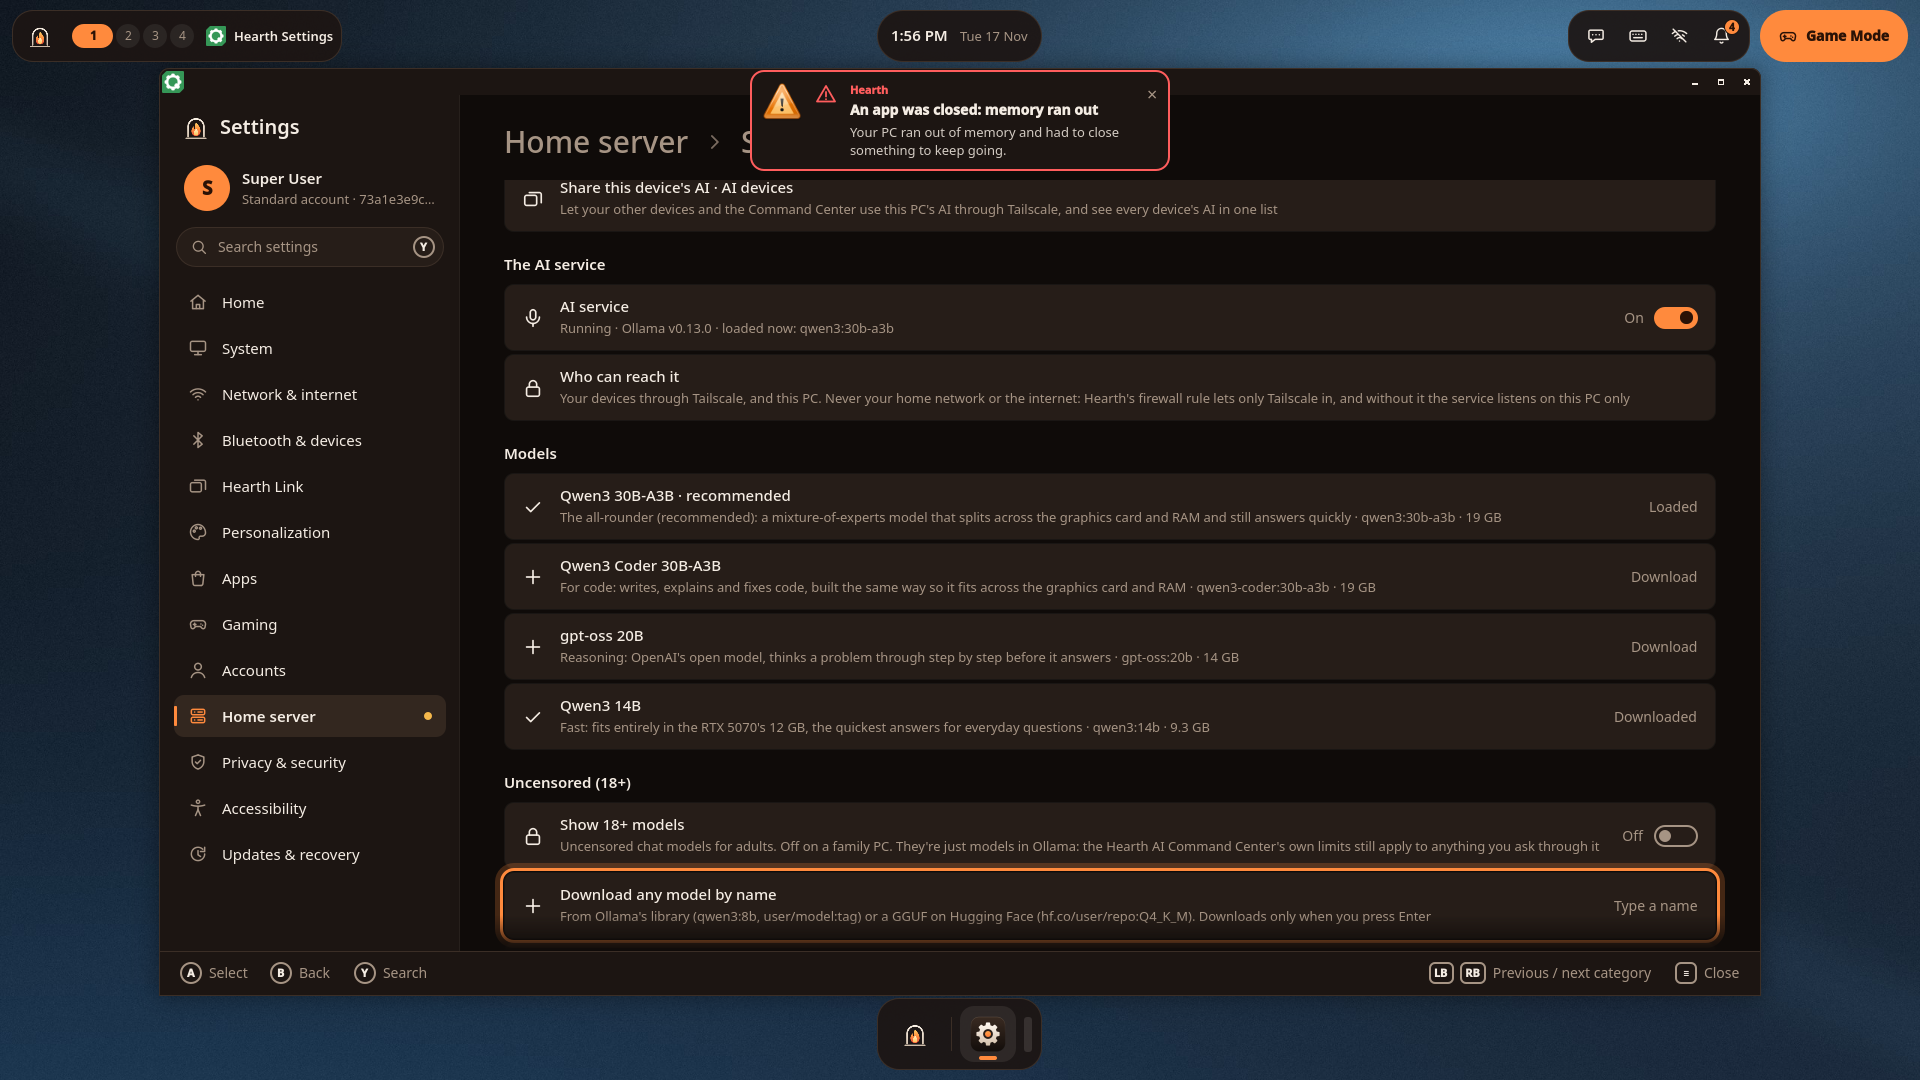 1 2 3 4 Hearth Settings
1:56 PM Tue 17 Nov
4
Game Mode
Hearth
An app was closed: memory ran out
Your PC ran out of memory and had to close
something to keep going.
Settings
Super User
Standard account · 73a1e3e9c...
Search settings Y
Home
System
Network & internet
Bluetooth & devices
Hearth Link
Personalization
Apps
Gaming
Accounts
Home server
Privacy & security
Accessibility
Updates & recovery
Home server
Share this device's AI · AI devices
Let your other devices and the Command Center use this PC's AI through Tailscale, and see every device's AI in one list
The AI service
AI service
Running · Ollama v0.13.0 · loaded now: qwen3:30b-a3b
On
Who can reach it
Your devices through Tailscale, and this PC. Never your home network or the internet: Hearth's firewall rule lets only Tailscale in, and without it the service listens on this PC only
Models
Qwen3 30B-A3B · recommended
The all-rounder (recommended): a mixture-of-experts model that splits across the graphics card and RAM and still answers quickly · qwen3:30b-a3b · 19 GB
Loaded
Qwen3 Coder 30B-A3B
For code: writes, explains and fixes code, built the same way so it fits across the graphics card and RAM · qwen3-coder:30b-a3b · 19 GB
Download
gpt-oss 20B
Reasoning: OpenAI's open model, thinks a problem through step by step before it answers · gpt-oss:20b · 14 GB
Download
Qwen3 14B
Fast: fits entirely in the RTX 5070's 12 GB, the quickest answers for everyday questions · qwen3:14b · 9.3 GB
Downloaded
Uncensored (18+)
Show 18+ models
Uncensored chat models for adults. Off on a family PC. They're just models in Ollama: the Hearth AI Command Center's own limits still apply to anything you ask through it
Off
Download any model by name
From Ollama's library (qwen3:8b, user/model:tag) or a GGUF on Hugging Face (hf.co/user/repo:Q4_K_M). Downloads only when you press Enter
Type a name
A Select B Back Y Search
LB RB Previous / next category Close